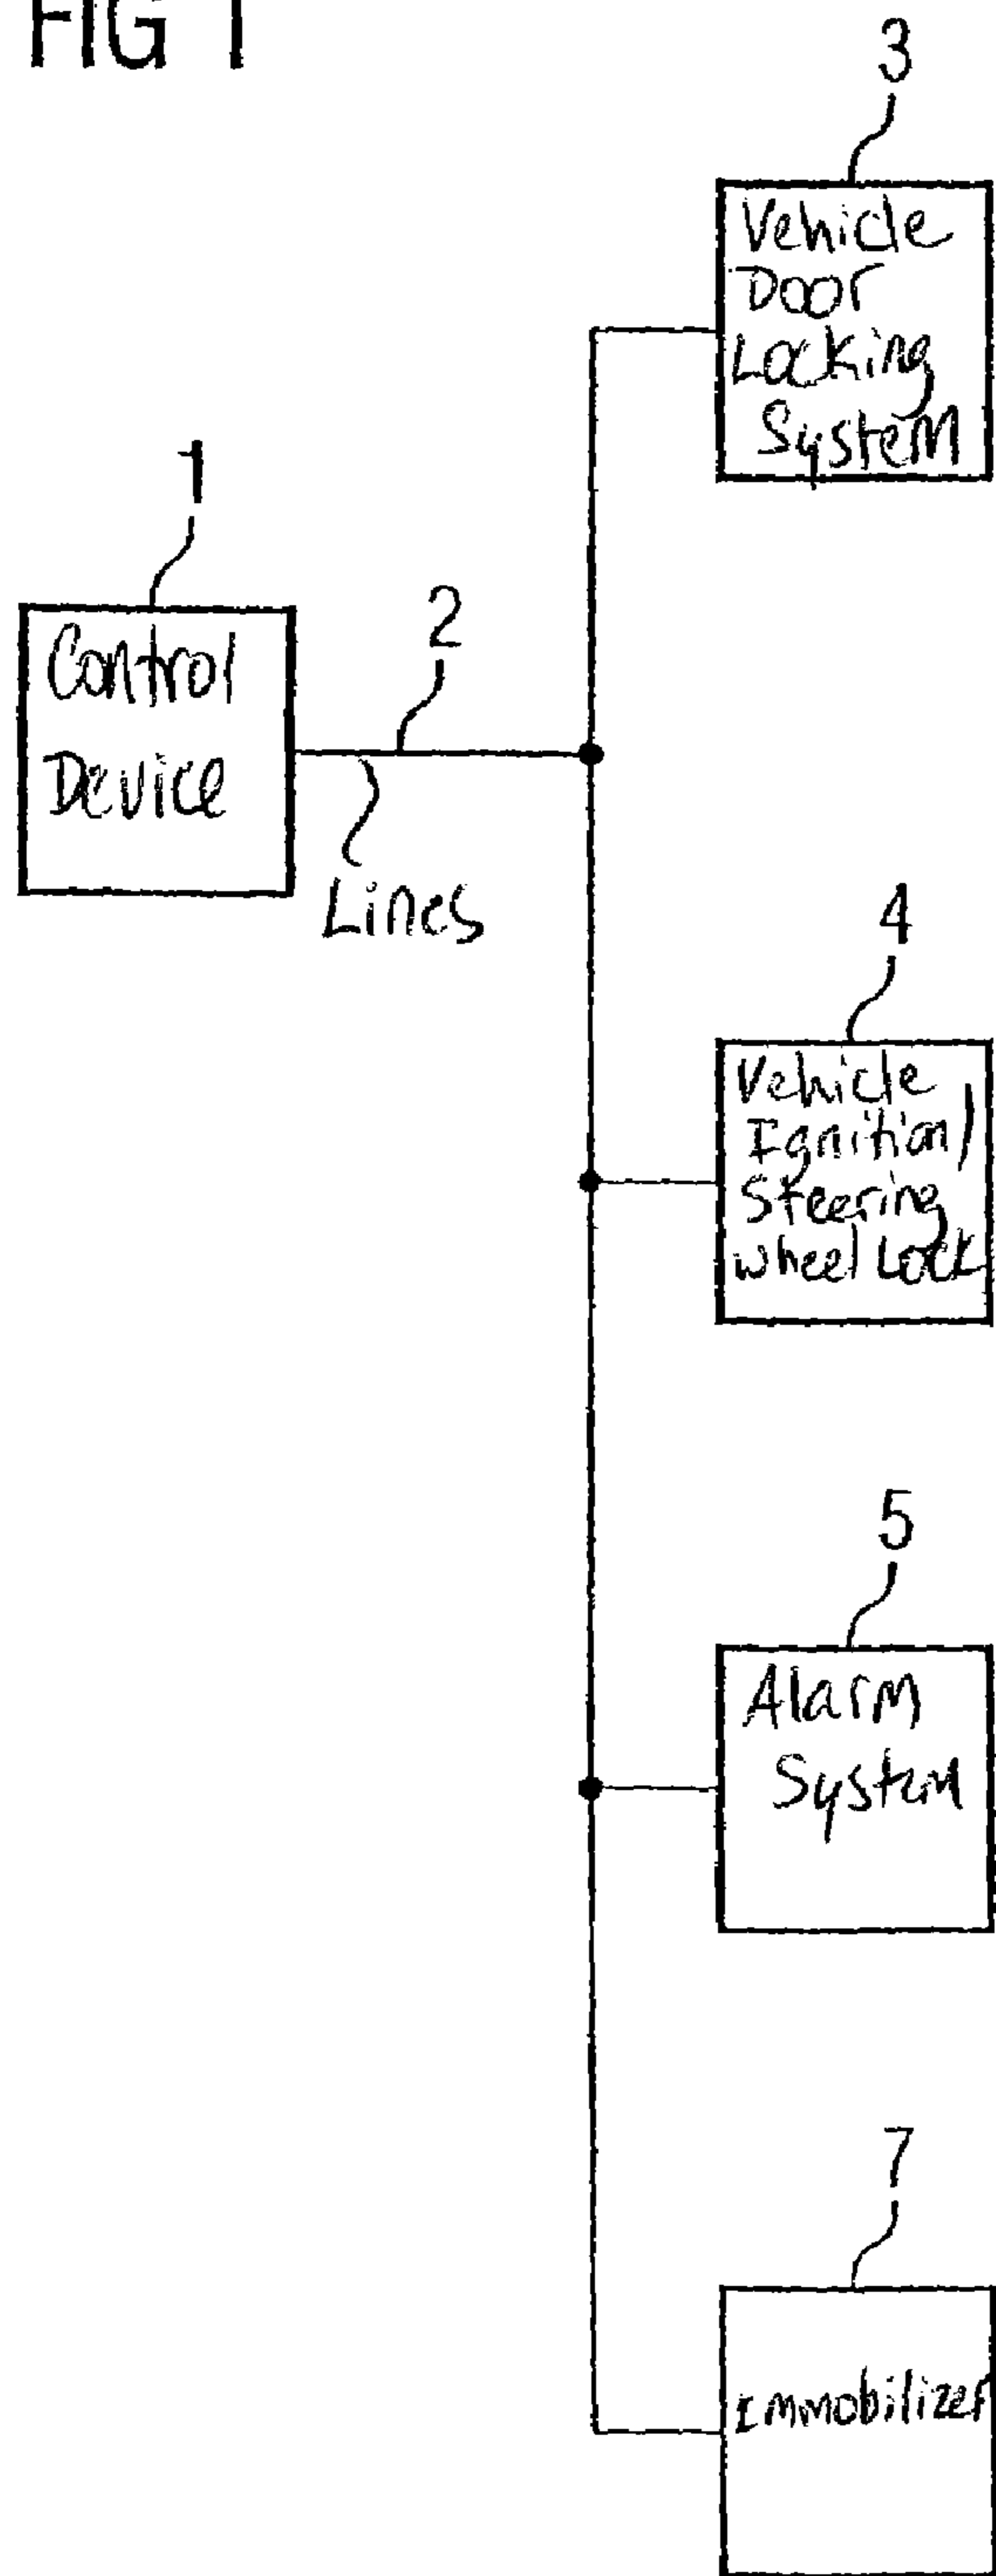 FIG 1
3
Vehicle
Door
Locking
System
1
Control
Device
2
Lines
4
Vehicle
Ignition/
Steering
Wheel Lock
5
Alarm
System
7
Immobilizer